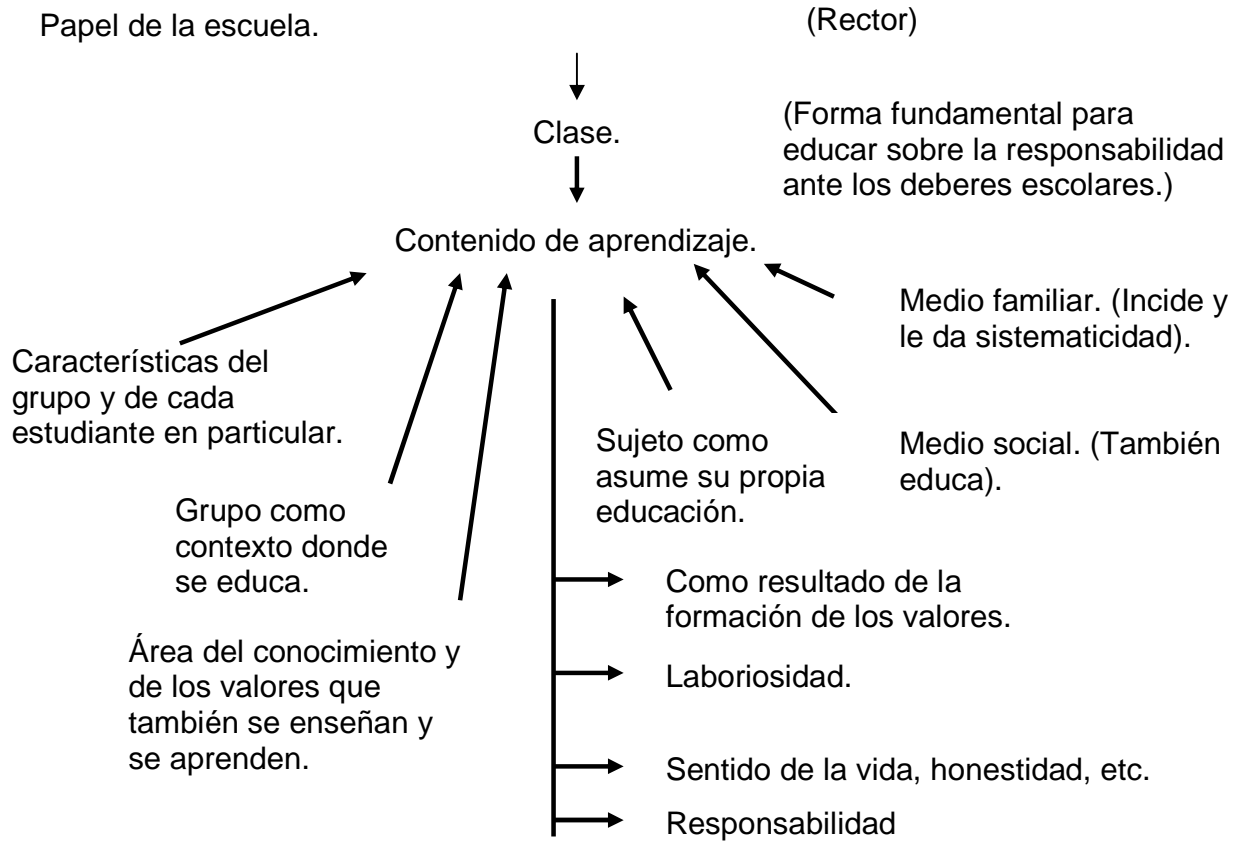 Papel de la escuela.
(Rector)
Clase.
(Forma fundamental para
educar sobre la responsabilidad
ante los deberes escolares.)
Contenido de aprendizaje.
Medio familiar. (Incide y
le da sistematicidad).
Características del
grupo y de cada
estudiante en particular.
Sujeto como
asume su propia
educación.
Medio social. (También
educa).
Grupo como
contexto donde
se educa.
Como resultado de la
formación de los valores.
Área del conocimiento y
de los valores que
también se enseñan y
se aprenden.
Laboriosidad.
Sentido de la vida, honestidad, etc.
Responsabilidad